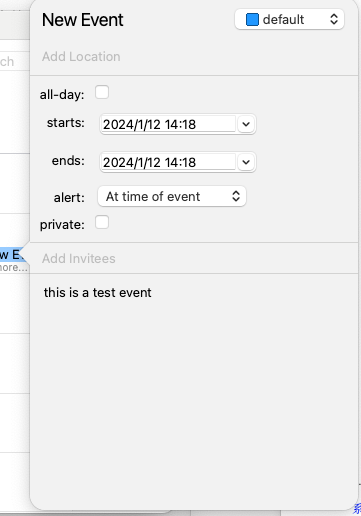 New Event
default
Add Location
ch
all-day:
starts:
2024/1/12 14:18
ends:
2024/1/12 14:18
alert:
At time of event
private:
w E
more...
Add Invitees
this is a test event